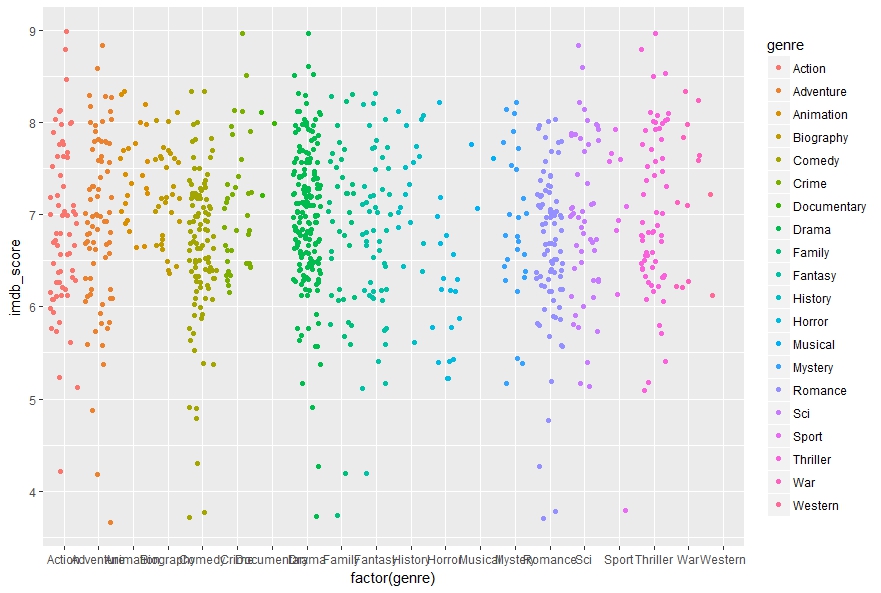 9
8
7
6
5
4
imdb_score
Action Adventure Animation Biography Comedy Crime Documentary Drama Family Fantasy History Horror Musical Mystery Romance Sci Sport Thriller War Western
factor(genre)
genre
Action
Adventure
Animation
Biography
Comedy
Crime
Documentary
Drama
Family
Fantasy
History
Horror
Musical
Mystery
Romance
Sci
Sport
Thriller
War
Western